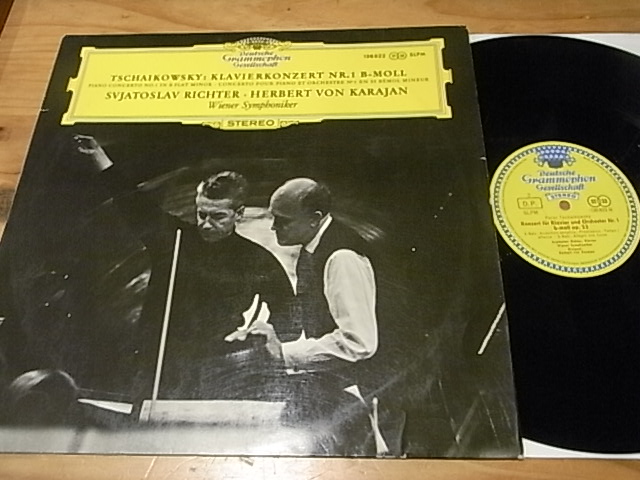 Deutsche
Grammophon
Gesellschaft
138822
SLPM
TSCHAIKOWSKY: KLAVIERKONZERT NR. 1 B-MOLL
PIANO CONCERTO NO. 1 IN B FLAT MINOR · CONCERTO POUR PIANO ET ORCHESTRE Nº 1 EN SI BÉMOL MINEUR
SVJATOSLAV RICHTER · HERBERT VON KARAJAN
Wiener Symphoniker
STEREO
Deutsche
Grammophon
Gesellschaft
STEREO
D.P.
SLPM
33
Konzert für Klavier und Orchester Nr. 1
b-moll op. 23